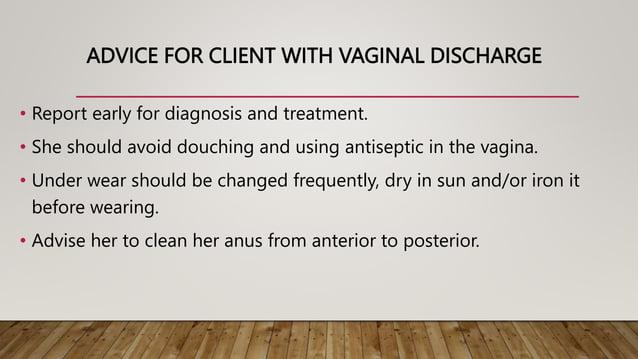 ADVICE FOR CLIENT WITH VAGINAL DISCHARGE
• Report early for diagnosis and treatment.
• She should avoid douching and using antiseptic in the vagina.
• Under wear should be changed frequently, dry in sun and/or iron it
before wearing.
• Advise her to clean her anus from anterior to posterior.